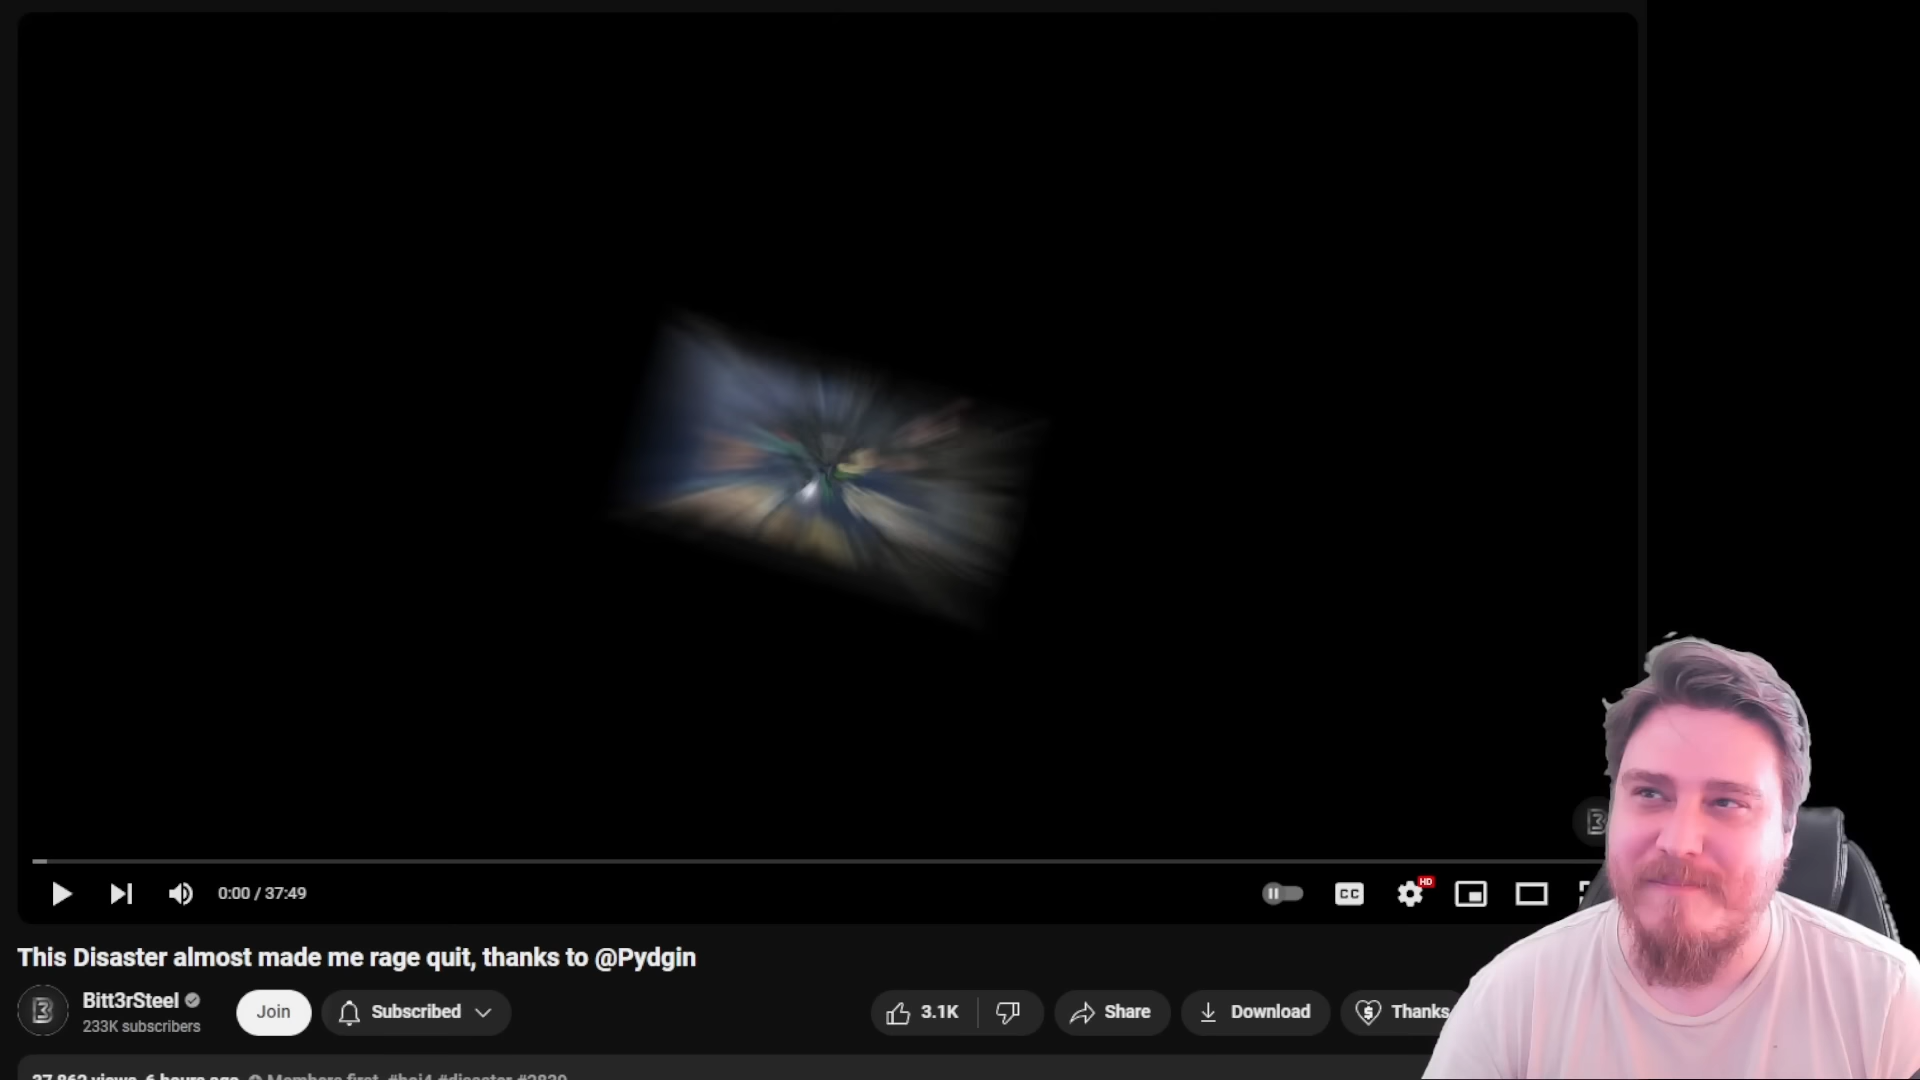 0:00 / 37:49
CC
HD
This Disaster almost made me rage quit, thanks to @Pydgin
Bitt3rSteel
233K subscribers
Join
Subscribed
3.1K
Share
Download
Thanks